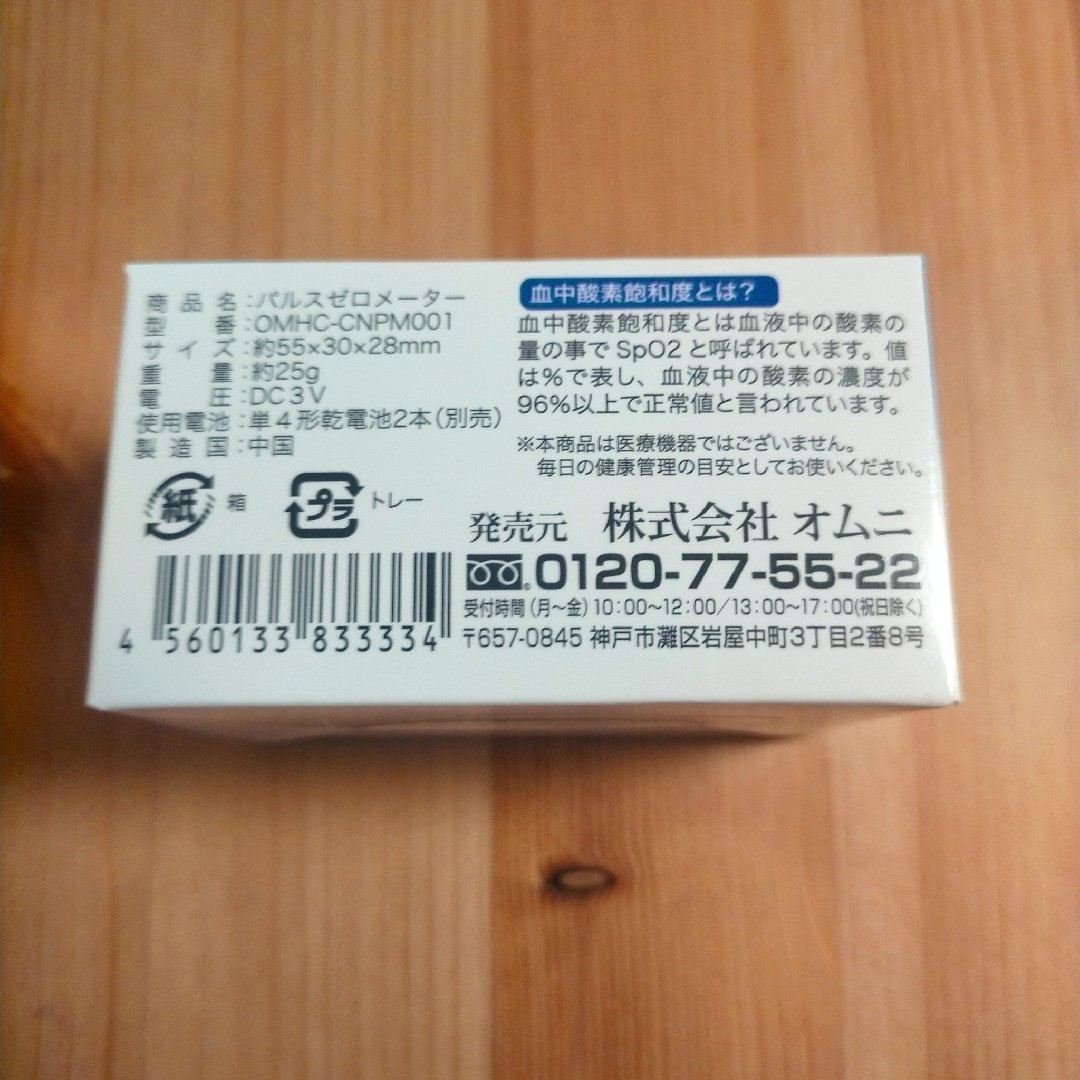 商品名:パルスゼロメーター
型番:OMHC-CNPM001
サイズ:約55×30×28mm
重量:約25g
電圧:DC3V
使用電池:単4形乾電池2本(別売)
製造国:中国
紙 箱
プラ トレー
4 560133 833334
血中酸素飽和度とは?
血中酸素飽和度とは血液中の酸素の
量の事でSpO2と呼ばれています。値
は%で表し、血液中の酸素の濃度が
96%以上で正常値と言われています。
※本商品は医療機器ではございません。
毎日の健康管理の目安としてお使いください。
発売元 株式会社 オムニ
0120-77-55-22
受付時間(月〜金)10:00〜12:00/13:00〜17:00(祝日除く)
〒657-0845 神戸市灘区岩屋中町3丁目2番8号